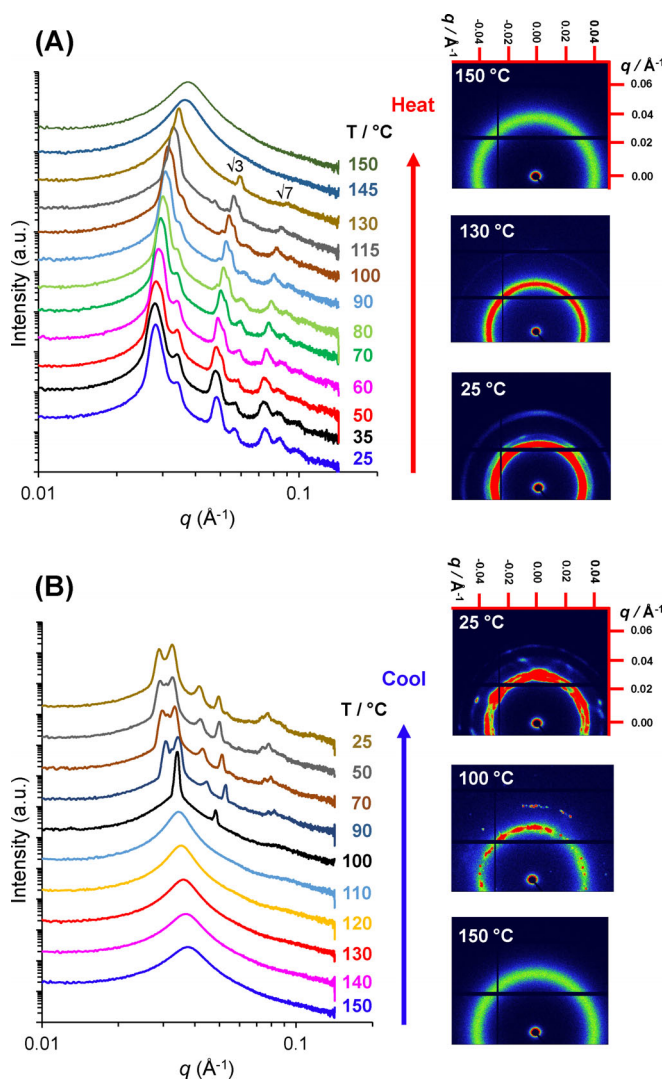 (A)
Intensity (a.u.)
Heat
T / °C
150
145
√3
√7
130
115
100
90
80
70
60
50
35
25
0.01
0.1
q (Å⁻¹)
q / Å⁻¹
-0.04
-0.02
0.00
0.02
0.04
q / Å⁻¹
150 °C
0.06
0.04
0.02
0.00
130 °C
25 °C
(B)
Intensity (a.u.)
Cool
T / °C
25
50
70
90
100
110
120
130
140
150
0.01
0.1
q (Å⁻¹)
q / Å⁻¹
-0.04
-0.02
0.00
0.02
0.04
q / Å⁻¹
25 °C
0.06
0.04
0.02
0.00
100 °C
150 °C